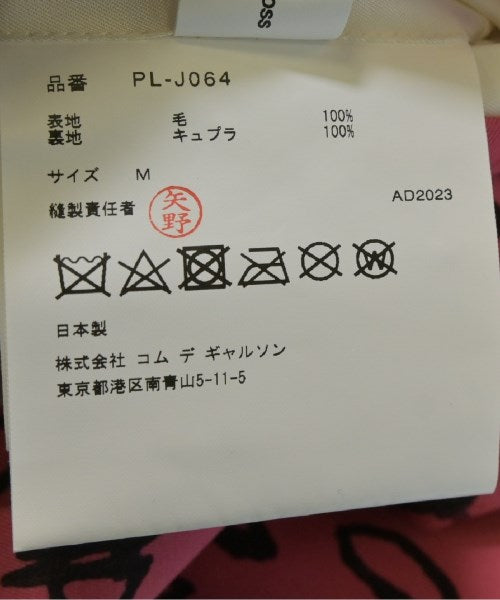 oss
品番 PL-J064
表地 毛 100%
裏地 キュプラ 100%
サイズ M
縫製責任者 矢野 AD2023
W
日本製
株式会社 コム デ ギャルソン
東京都港区南青山5-11-5